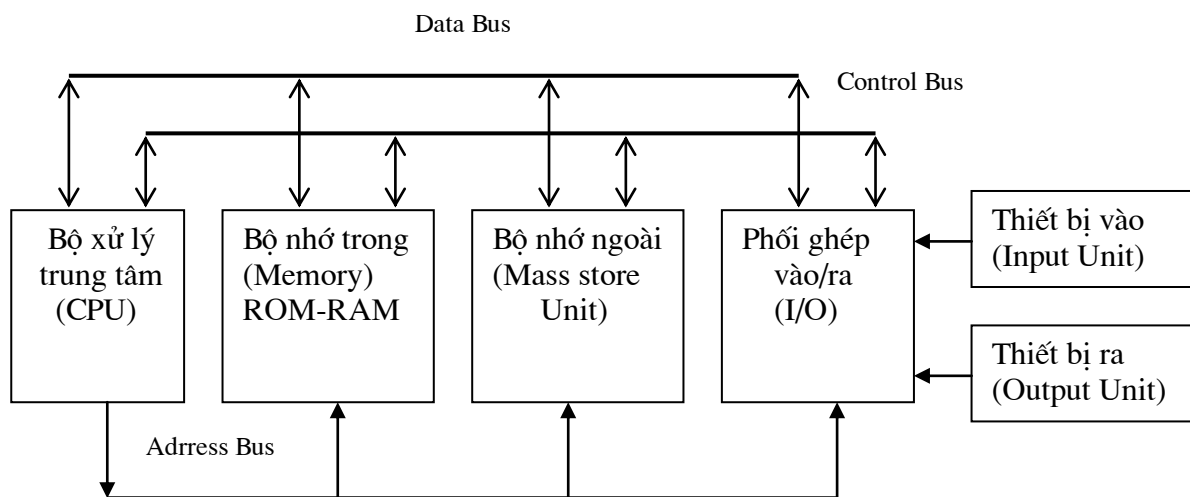 Data Bus
Control Bus
Bộ xử lý
trung tâm
(CPU)
Bộ nhớ trong
(Memory)
ROM-RAM
Bộ nhớ ngoài
(Mass store
Unit)
Phối ghép
vào/ra
(I/O)
Thiết bị vào
(Input Unit)
Thiết bị ra
(Output Unit)
Adrress Bus